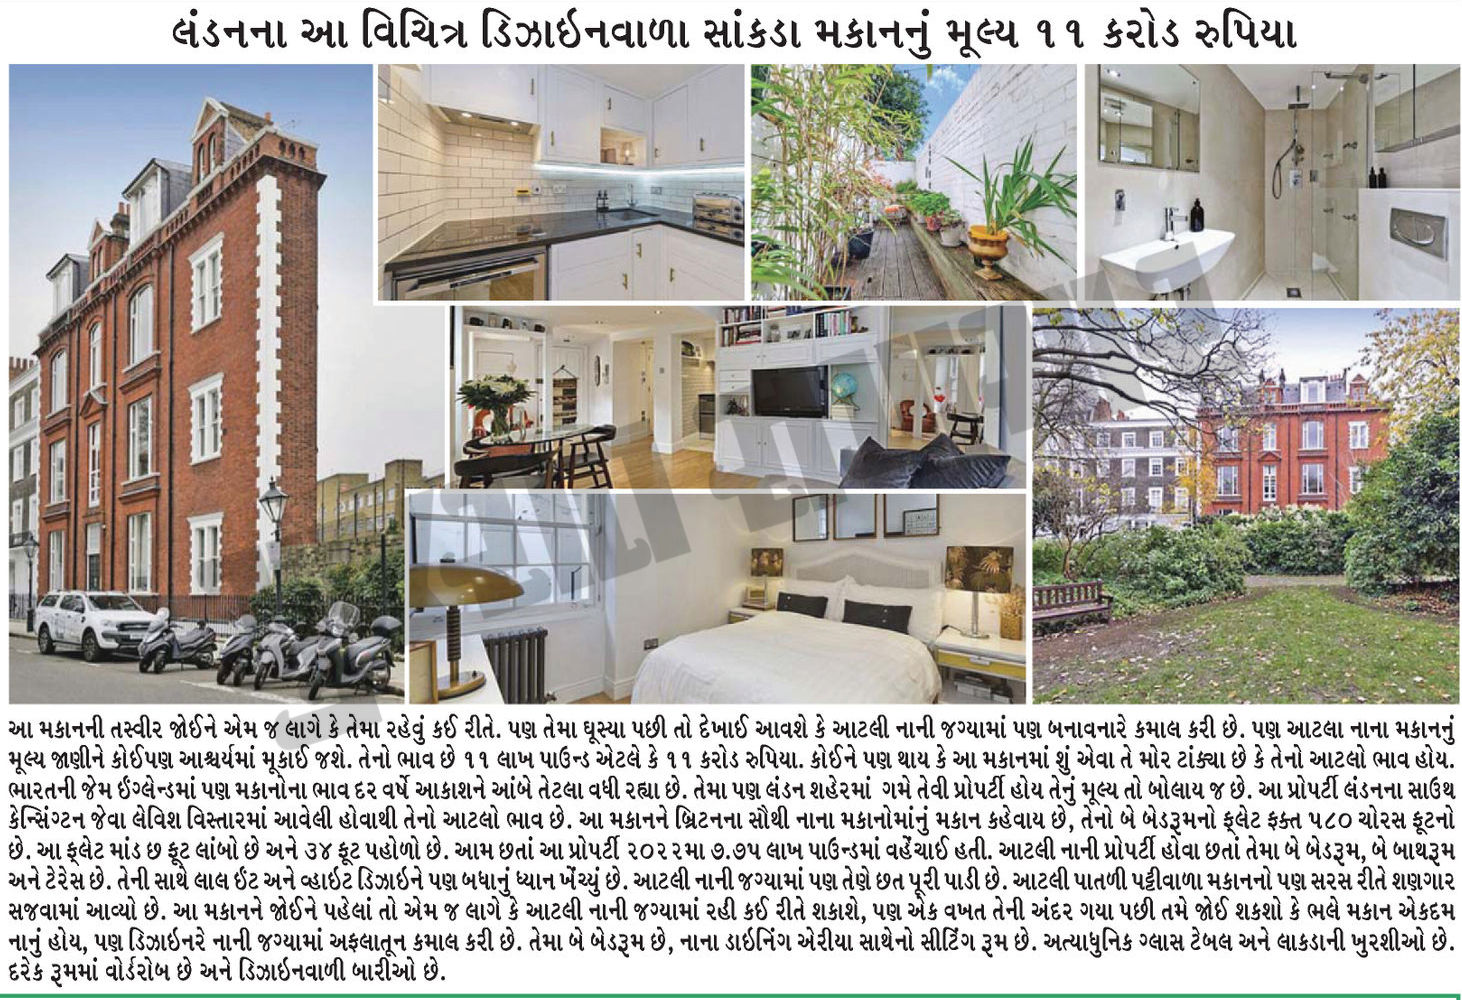 લંડનના આ વિચિત્ર ડિઝાઇનવાળા સાંકડા મકાનનું મૂલ્ય ૧૧ કરોડ રુપિયા
આ મકાનની તસ્વીર જોઈને એમ જ લાગે કે તેમા રહેવું કઈ રીતે. પણ તેમા ઘૂસ્યા પછી તો દેખાઈ આવશે કે આટલી નાની જગ્યામાં પણ બનાવનારે કમાલ કરી છે. પણ આટલા નાના મકાનનું
મૂલ્ય જાણીને કોઈપણ આશ્ચર્યમાં મૂકાઈ જશે. તેનો ભાવ છે ૧૧ લાખ પાઉન્ડ એટલે કે ૧૧ કરોડ રુપિયા. કોઈને પણ થાય કે આ મકાનમાં શું એવા તે મોર ટાંક્યા છે કે તેનો આટલો ભાવ હોય.
ભારતની જેમ ઈંગ્લેન્ડમાં પણ મકાનોના ભાવ દર વર્ષે આકાશને આંબે તેટલા વધી રહ્યા છે. તેમા પણ લંડન શહેરમાં ગમે તેવી પ્રોપર્ટી હોય તેનું મૂલ્ય તો બોલાય જ છે. આ પ્રોપર્ટી લંડનના સાઉથ
કેન્સિંગ્ટન જેવા લેવિશ વિસ્તારમાં આવેલી હોવાથી તેનો આટલો ભાવ છે. આ મકાનને બ્રિટનના સૌથી નાના મકાનોમાંનું મકાન કહેવાય છે, તેનો બે બેડરૂમનો ફ્લેટ ફક્ત ૫૮૦ ચોરસ ફૂટનો
છે. આ ફ્લેટ માંડ છ ફૂટ લાંબો છે અને ૩૪ ફૂટ પહોળો છે. આમ છતાં આ પ્રોપર્ટી ૨૦૨૨મા ૭.૭૫ લાખ પાઉન્ડમાં વહેંચાઈ હતી. આટલી નાની પ્રોપર્ટી હોવા છતાં તેમા બે બેડરૂમ, બે બાથરૂમ
અને ટેરેસ છે. તેની સાથે લાલ ઇંટ અને વ્હાઇટ ડિઝાઇને પણ બધાનું ધ્યાન ખેંચ્યું છે. આટલી નાની જગ્યામાં પણ તેણે છત પૂરી પાડી છે. આટલી પાતળી પટ્ટીવાળા મકાનનો પણ સરસ રીતે શણગાર
સજવામાં આવ્યો છે. આ મકાનને જોઈને પહેલાં તો એમ જ લાગે કે આટલી નાની જગ્યામાં રહી કઈ રીતે શકાશે, પણ એક વખત તેની અંદર ગયા પછી તમે જોઈ શકશો કે ભલે મકાન એકદમ
નાનું હોય, પણ ડિઝાઇનરે નાની જગ્યામાં અફલાતૂન કમાલ કરી છે. તેમા બે બેડરૂમ છે, નાના ડાઇનિંગ એરીયા સાથેનો સીટિંગ રૂમ છે. અત્યાધુનિક ગ્લાસ ટેબલ અને લાકડાની ખુરશીઓ છે.
દરેક રૂમમાં વોર્ડરોબ છે અને ડિઝાઇનવાળી બારીઓ છે.